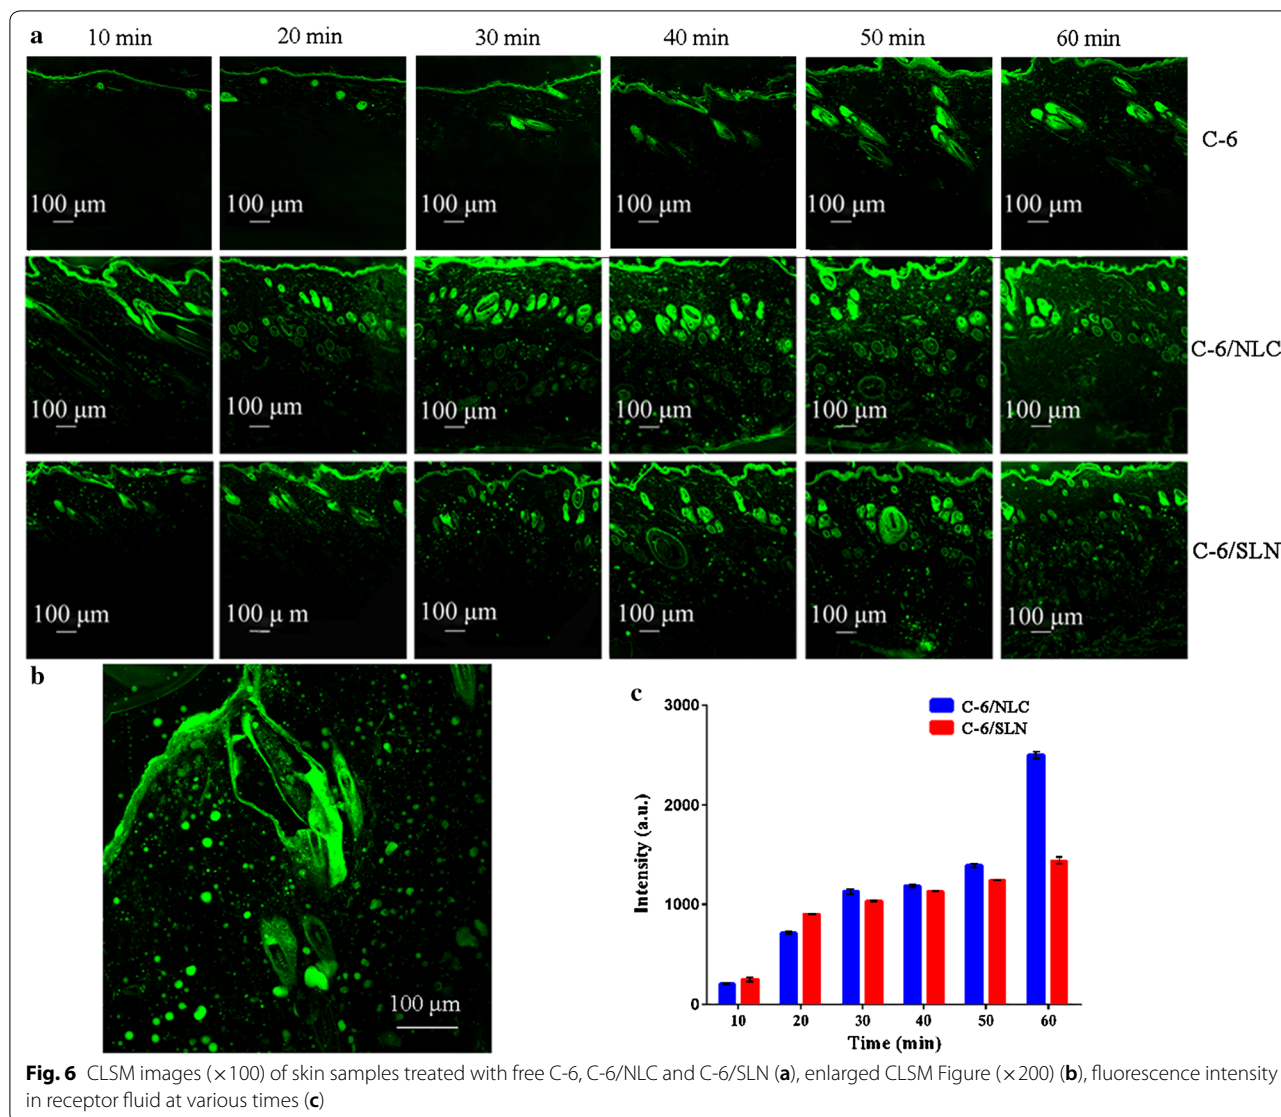 a
10 min 20 min 30 min 40 min 50 min 60 min
100 µm 100 µm 100 µm 100 µm 100 µm 100 µm
C-6
100 µm 100 µm 100 µm 100 µm 100 µm 100 µm
C-6/NLC
100 µm 100 µ m 100 µm 100 µm 100 µm 100 µm
C-6/SLN
b
100 µm
c
C-6/NLC
C-6/SLN
3000
2000
1000
0
Intensity (a.u.)
10 20 30 40 50 60
Time (min)
Fig. 6 CLSM images (×100) of skin samples treated with free C-6, C-6/NLC and C-6/SLN (a), enlarged CLSM Figure (×200) (b), fluorescence intensity
in receptor fluid at various times (c)